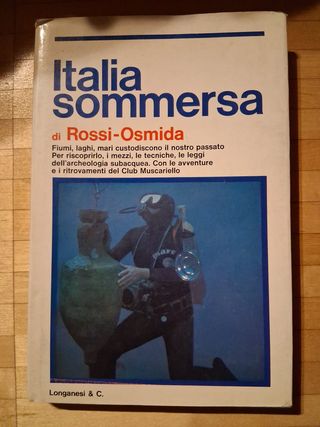 Italia
sommersa
di Rossi-Osmida
Fiumi, laghi, mari custodiscono il nostro passato
Per riscoprirlo, i mezzi, le tecniche, le leggi
dell'archeologia subacquea. Con le avventure
e i ritrovamenti del Club Muscariello
Longanesi & C.